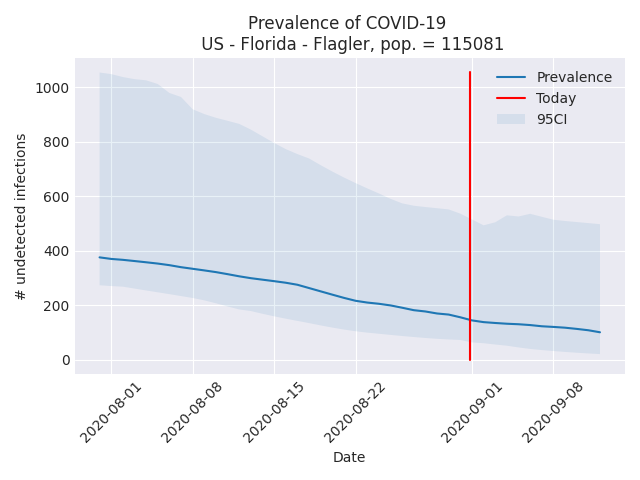 Prevalence of COVID-19
US - Florida - Flagler, pop. = 115081
# undetected infections
1000
800
600
400
200
0
Prevalence
Today
95CI
2020-08-01
2020-08-08
2020-08-15
2020-08-22
2020-09-01
2020-09-08
Date